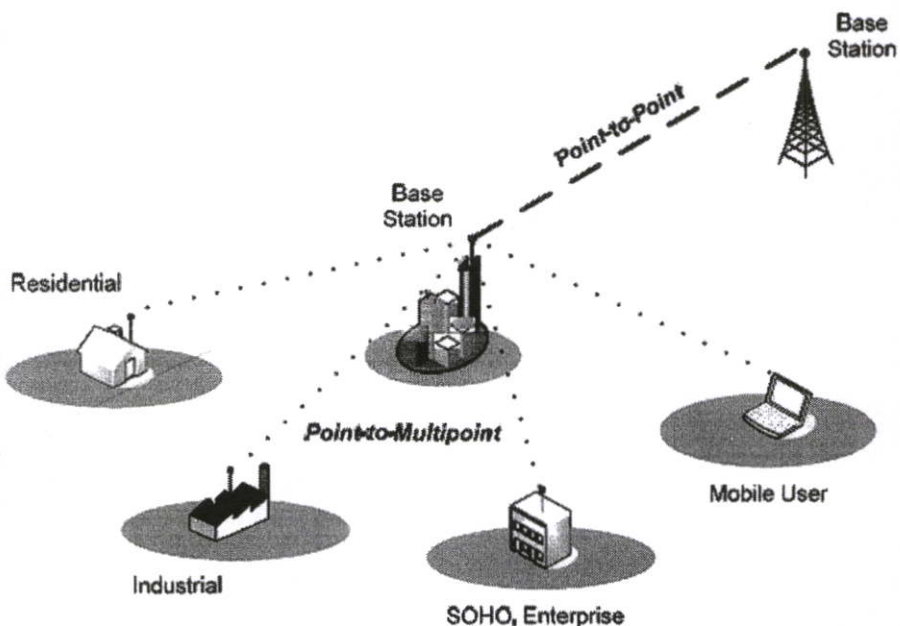 Base
Station
Point-to-Point
Base
Station
Residential
Point-to-Multipoint
Mobile User
Industrial
SOHO, Enterprise